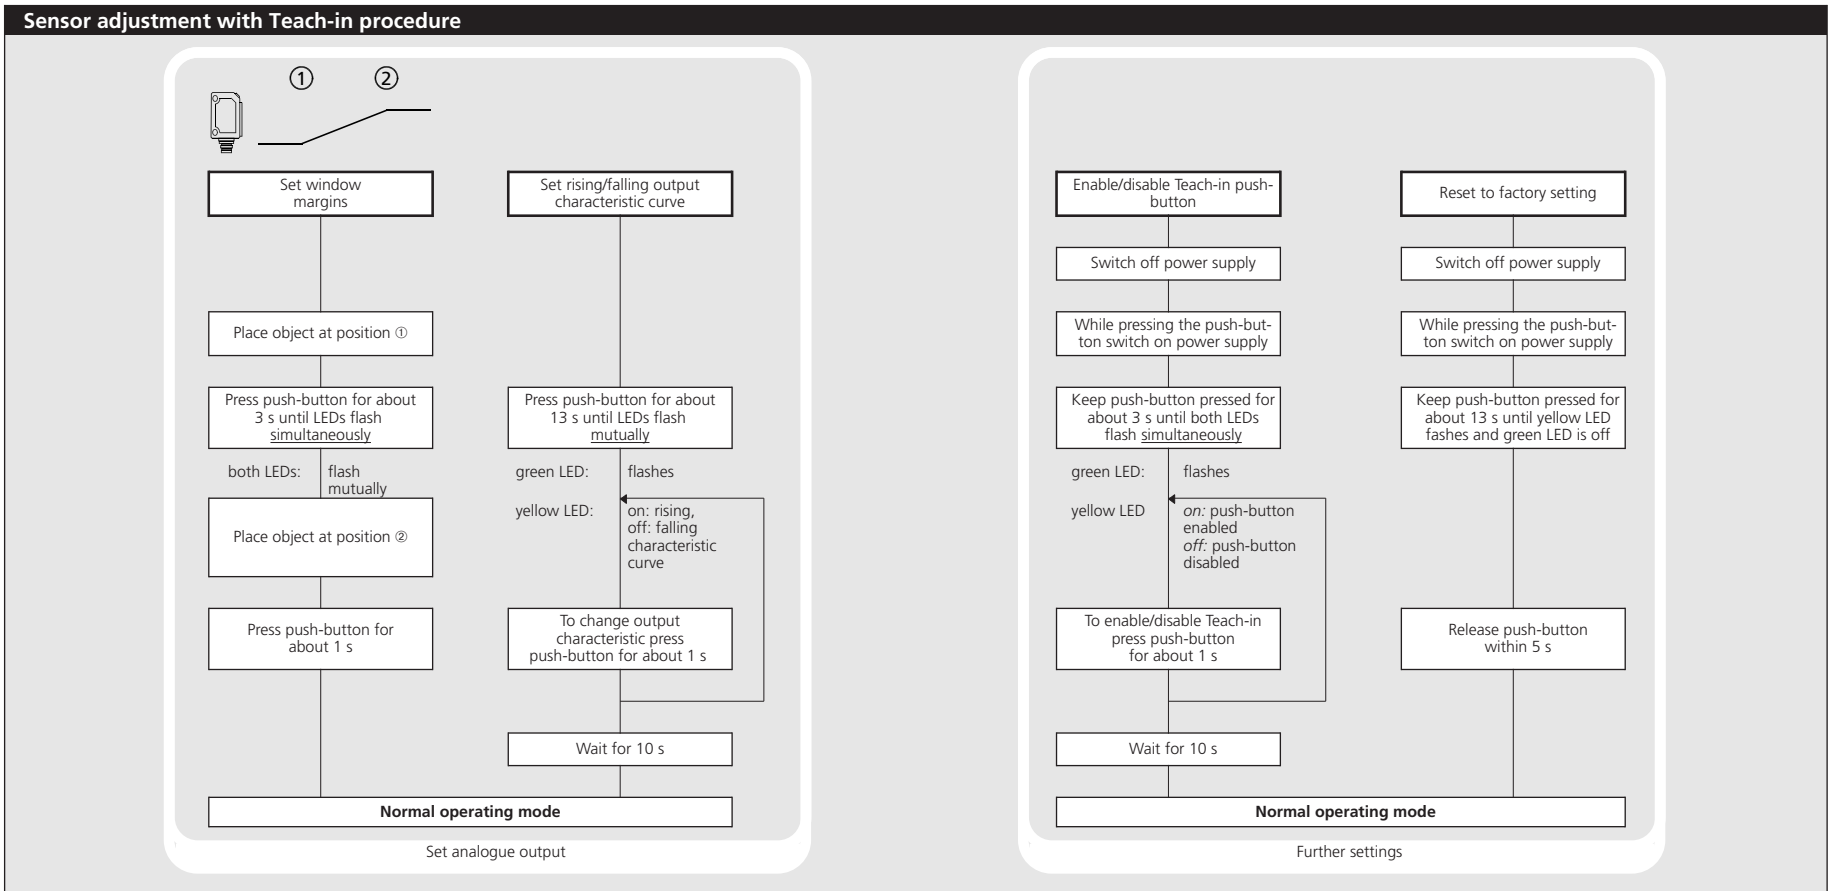 Sensor adjustment with Teach-in procedure
① ②
Set window
margins
Place object at position ①
Press push-button for about
3 s until LEDs flash
simultaneously
both LEDs: flash
mutually
Place object at position ②
Press push-button for
about 1 s
Set rising/falling output
characteristic curve
Press push-button for about
13 s until LEDs flash
mutually
green LED: flashes
yellow LED: on: rising,
off: falling
characteristic
curve
To change output
characteristic press
push-button for about 1 s
Wait for 10 s
Normal operating mode
Set analogue output
Enable/disable Teach-in push-
button
Switch off power supply
While pressing the push-but-
ton switch on power supply
Keep push-button pressed for
about 3 s until both LEDs
flash simultaneously
green LED: flashes
yellow LED on: push-button
enabled
off: push-button
disabled
To enable/disable Teach-in
press push-button
for about 1 s
Wait for 10 s
Reset to factory setting
Switch off power supply
While pressing the push-but-
ton switch on power supply
Keep push-button pressed for
about 13 s until yellow LED
fashes and green LED is off
Release push-button
within 5 s
Normal operating mode
Further settings